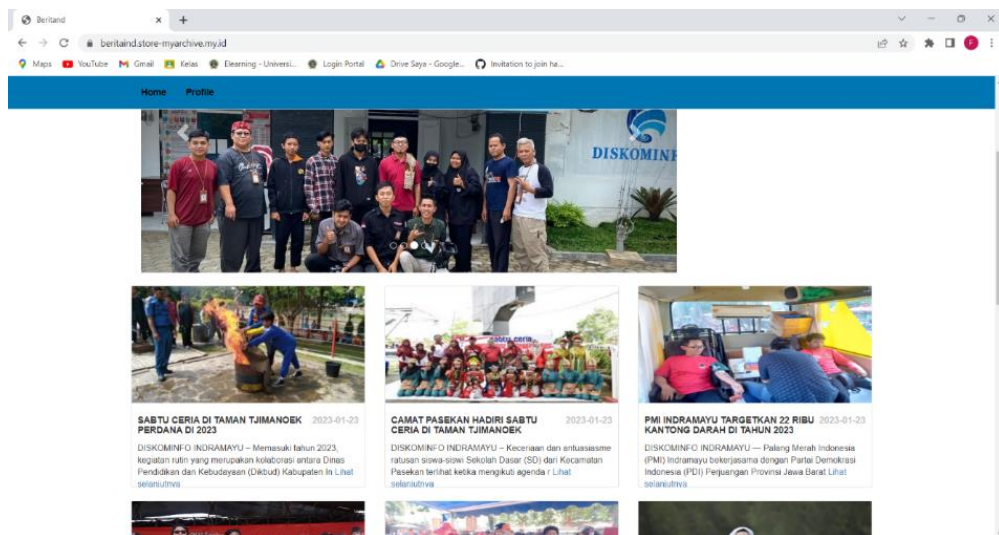 Beritand
beritaind.store-myarchive.my.id
Maps YouTube Gmail Kelas Elearning - Universi... Login Portal Drive Saya - Google... Invitation to join ha...
Home Profile
DISKOMINF
sabtu ceria
SABTU CERIA DI TAMAN TJIMANOEK 2023-01-23
PERDANA DI 2023
DISKOMINFO INDRAMAYU – Memasuki tahun 2023,
kegiatan rutin yang merupakan kolaborasi antara Dinas
Pendidikan dan Kebudayaan (Dikbud) Kabupaten In Lihat
selanjutnya
CAMAT PASEKAN HADIRI SABTU 2023-01-23
CERIA DI TAMAN TJIMANOEK
DISKOMINFO INDRAMAYU – Keceriaan dan antuasiasme
ratusan siswa-siswi Sekolah Dasar (SD) dari Kecamatan
Pasekan terlihat ketika mengikuti agenda r Lihat
selanjutnya
PMI INDRAMAYU TARGETKAN 22 RIBU 2023-01-23
KANTONG DARAH DI TAHUN 2023
DISKOMINFO INDRAMAYU — Palang Merah Indonesia
(PMI) Indramayu bekerjasama dengan Partai Demokrasi
Indonesia (PDI) Perjuangan Provinsi Jawa Barat Lihat
selanjutnya